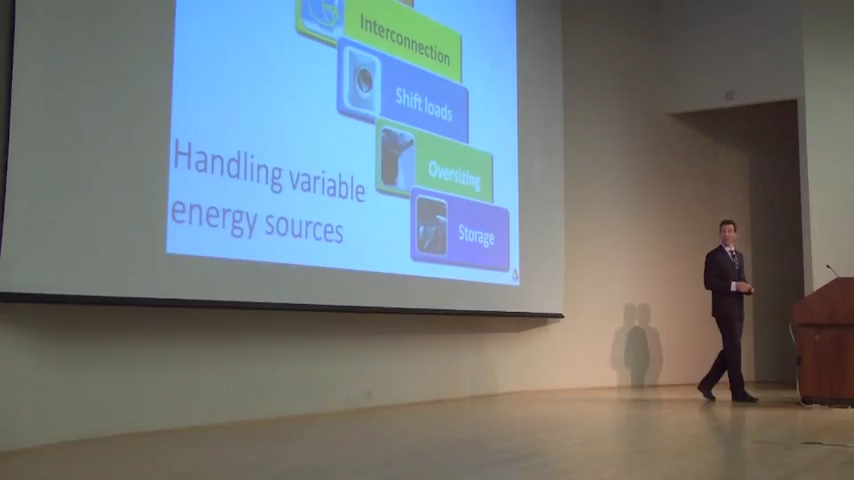 Interconnection
Shift loads
Oversizing
Storage
Handling variable
energy sources